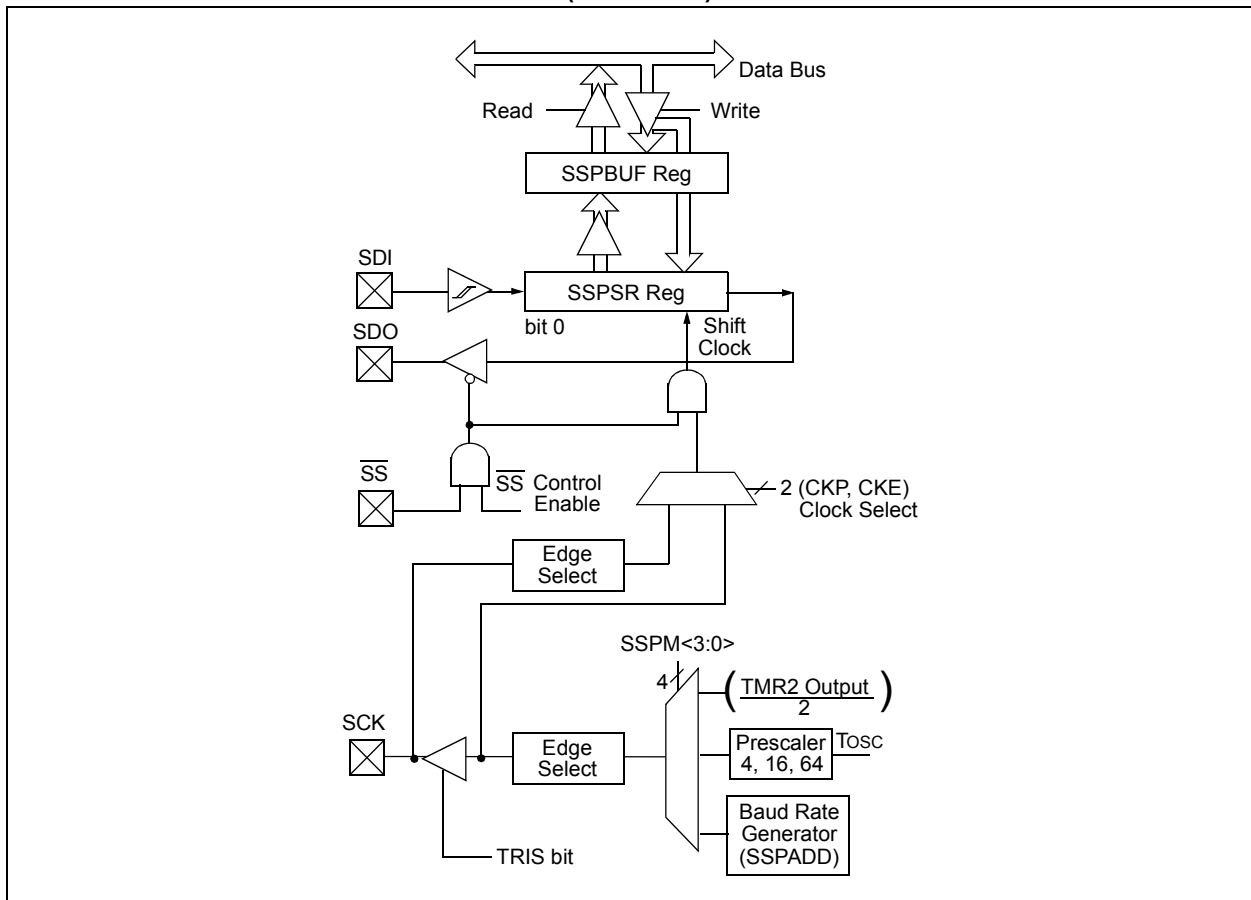 Data Bus
Read
Write
SSPBUF Reg
SDI
SSPSR Reg
bit 0
Shift
Clock
SDO
SS
SS Control
Enable
2 (CKP, CKE)
Clock Select
Edge
Select
SSPM<3:0>
4
( TMR2 Output )
2
SCK
Edge
Select
Prescaler
4, 16, 64
TOSC
Baud Rate
Generator
(SSPADD)
TRIS bit